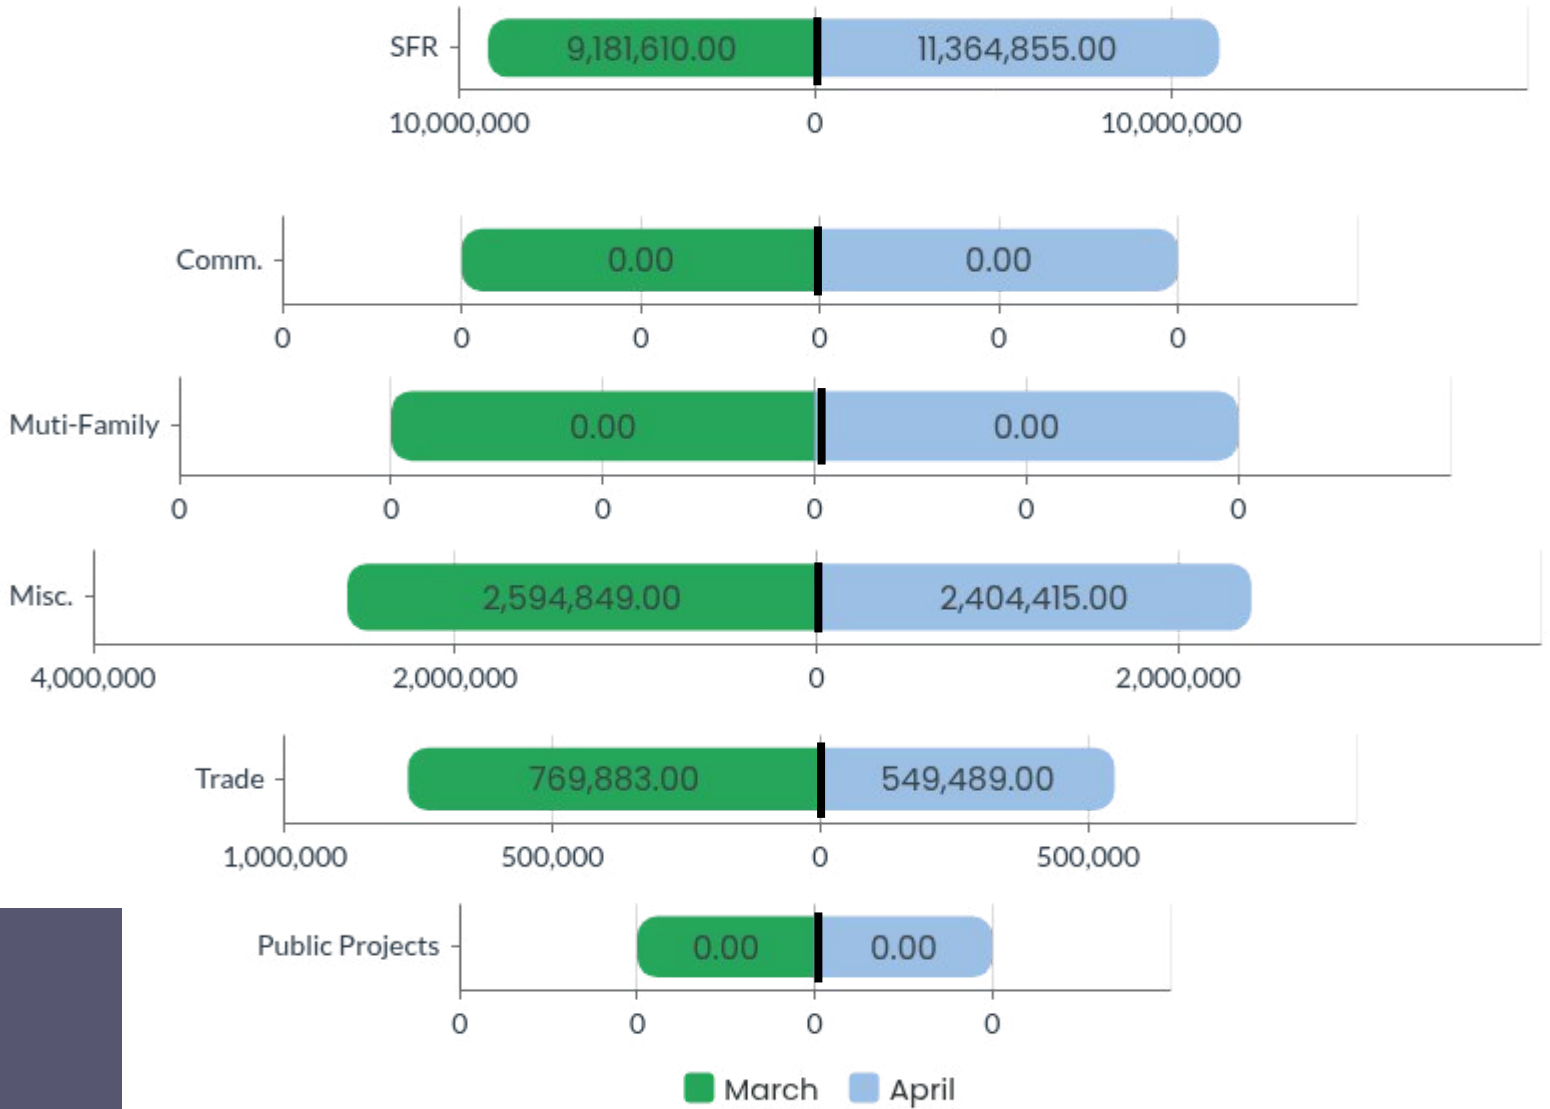 SFR 9,181,610.00 11,364,855.00
10,000,000 0 10,000,000
Comm. 0.00 0.00
0 0 0 0 0 0
Muti-Family 0.00 0.00
0 0 0 0 0 0
Misc. 2,594,849.00 2,404,415.00
4,000,000 2,000,000 0 2,000,000
Trade 769,883.00 549,489.00
1,000,000 500,000 0 500,000
Public Projects 0.00 0.00
0 0 0 0
March April